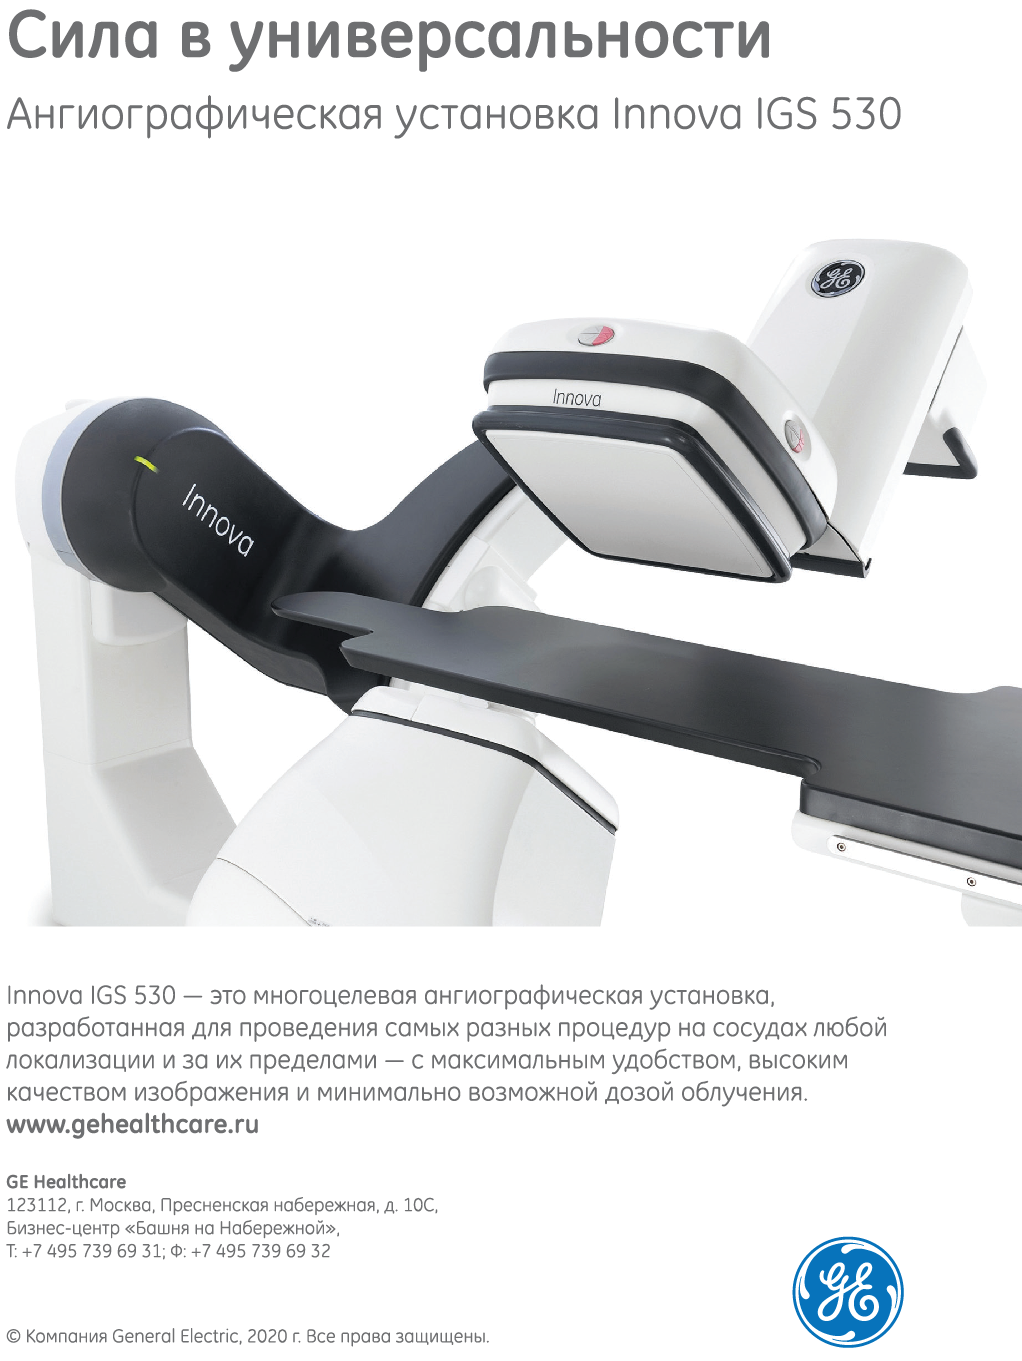 Сила в универсальности
Ангиографическая установка Innova IGS 530
GE
Innova
Innova
Innova IGS 530 — это многоцелевая ангиографическая установка,
разработанная для проведения самых разных процедур на сосудах любой
локализации и за их пределами — с максимальным удобством, высоким
качеством изображения и минимально возможной дозой облучения.
www.gehealthcare.ru
GE Healthcare
123112, г. Москва, Пресненская набережная, д. 10С,
Бизнес-центр «Башня на Набережной»,
Т: +7 495 739 69 31; Ф: +7 495 739 69 32
GE
© Компания General Electric, 2020 г. Все права защищены.